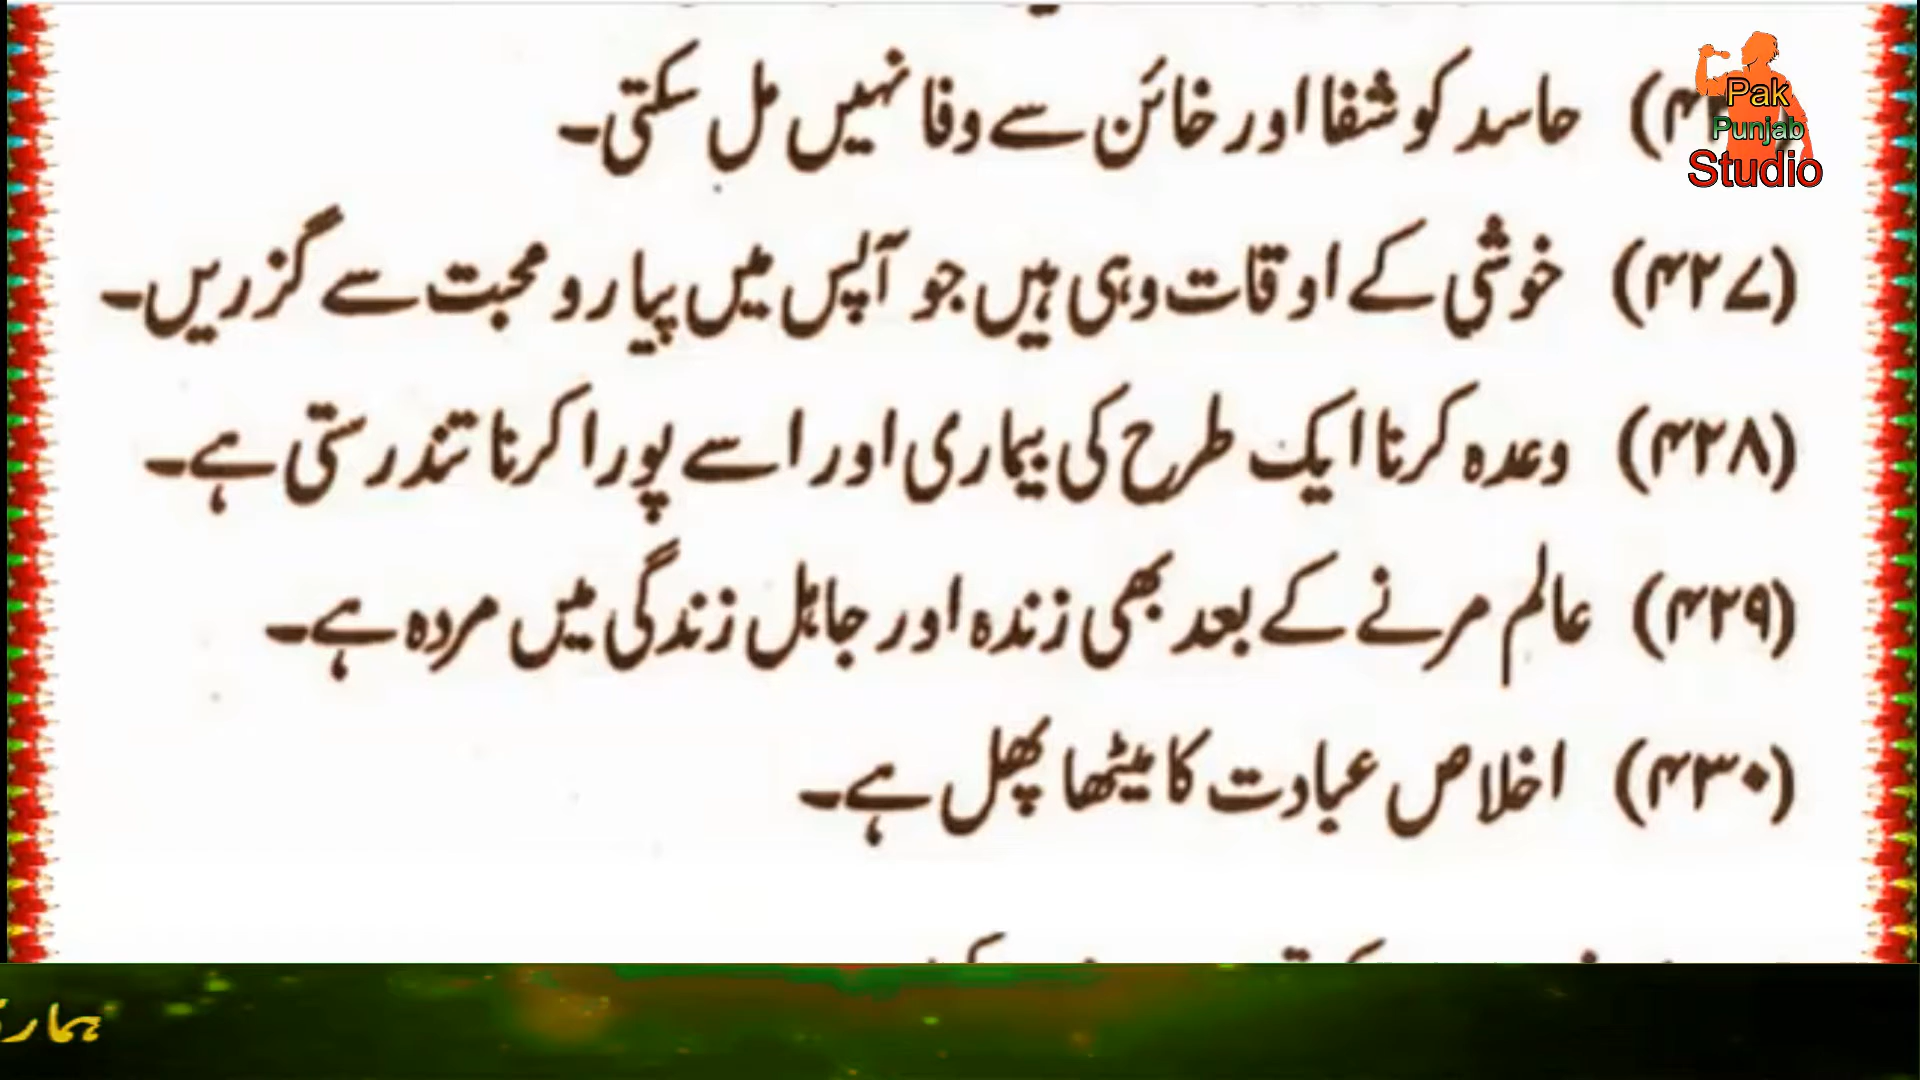 حاسد کو شفا اور خائن سے وفا نہیں مل سکتی۔
(۴۲۷) خوشی کے اوقات وہی ہیں جو آپس میں پیار و محبت سے گزریں۔
(۴۲۸) وعدہ کرنا ایک طرح کی بیماری اور اسے پورا کرنا تندرستی ہے۔
(۴۲۹) عالم مرنے کے بعد بھی زندہ اور جاہل زندگی میں مردہ ہے۔
(۴۳۰) اخلاص عبادت کا میٹھا پھل ہے۔
Pak
Punjab
Studio